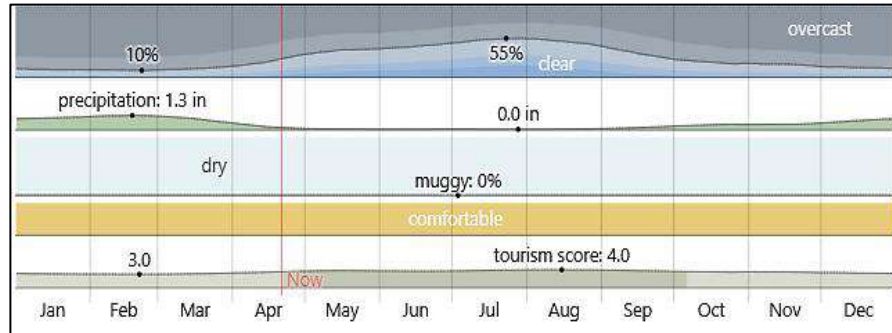 overcast
10%
55%
clear
precipitation: 1.3 in
0.0 in
dry
muggy: 0%
comfortable
3.0
tourism score: 4.0
Now
Jan Feb Mar Apr May Jun Jul Aug Sep Oct Nov Dec